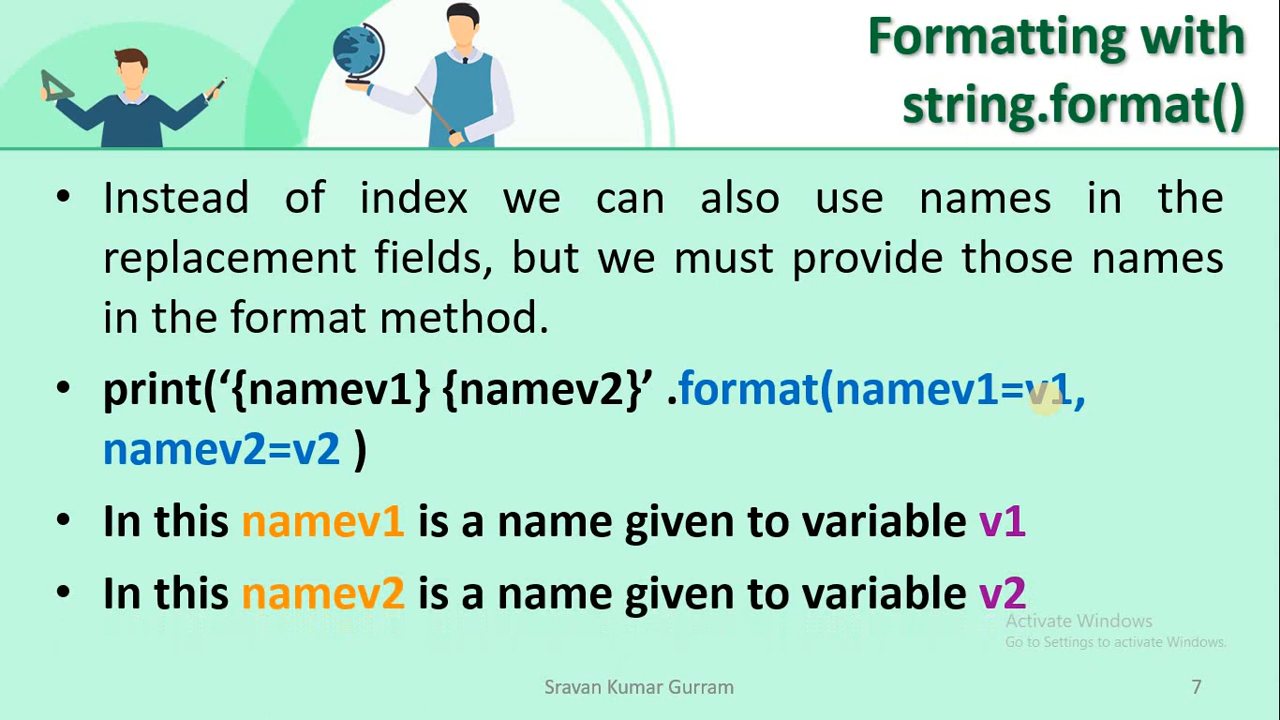 Formatting with
string.format()
• Instead of index we can also use names in the
replacement fields, but we must provide those names
in the format method.
• print(‘{namev1} {namev2}’ .format(namev1=v1,
namev2=v2 )
• In this namev1 is a name given to variable v1
• In this namev2 is a name given to variable v2
Activate Windows
Go to Settings to activate Windows.
Sravan Kumar Gurram
7